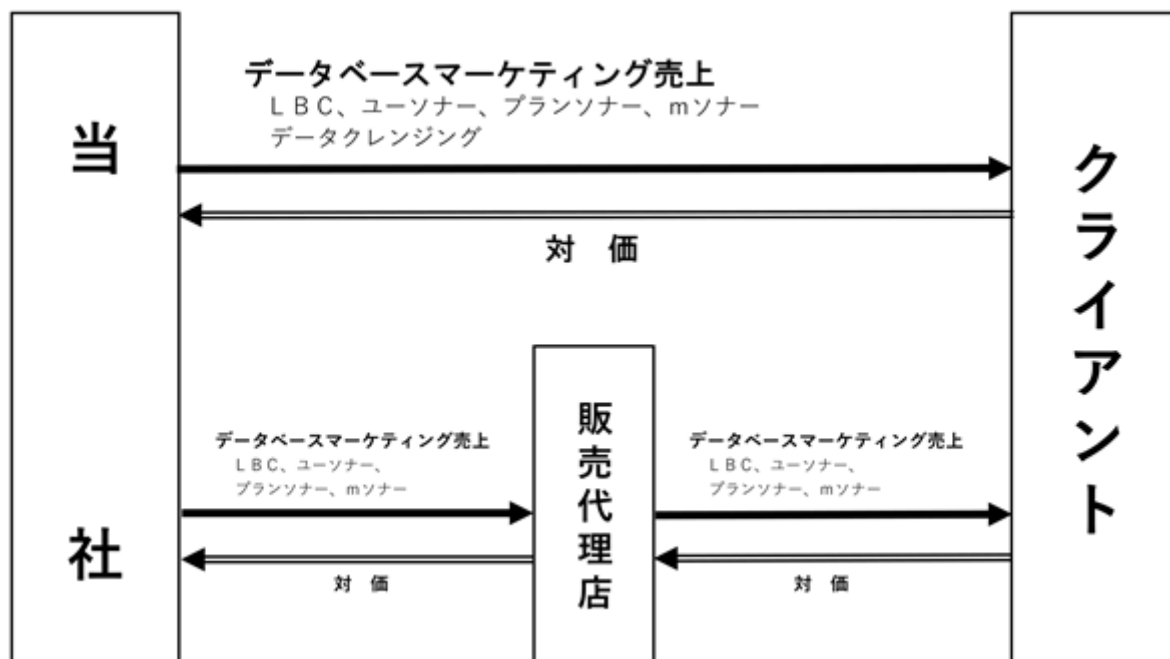 当社
データベースマーケティング売上
ＬＢＣ、ユーソナー、プランソナー、ｍソナー
データクレンジング
対　価
クライアント
販売代理店
データベースマーケティング売上
ＬＢＣ、ユーソナー、
プランソナー、ｍソナー
対　価
データベースマーケティング売上
ＬＢＣ、ユーソナー、
プランソナー、ｍソナー
対　価